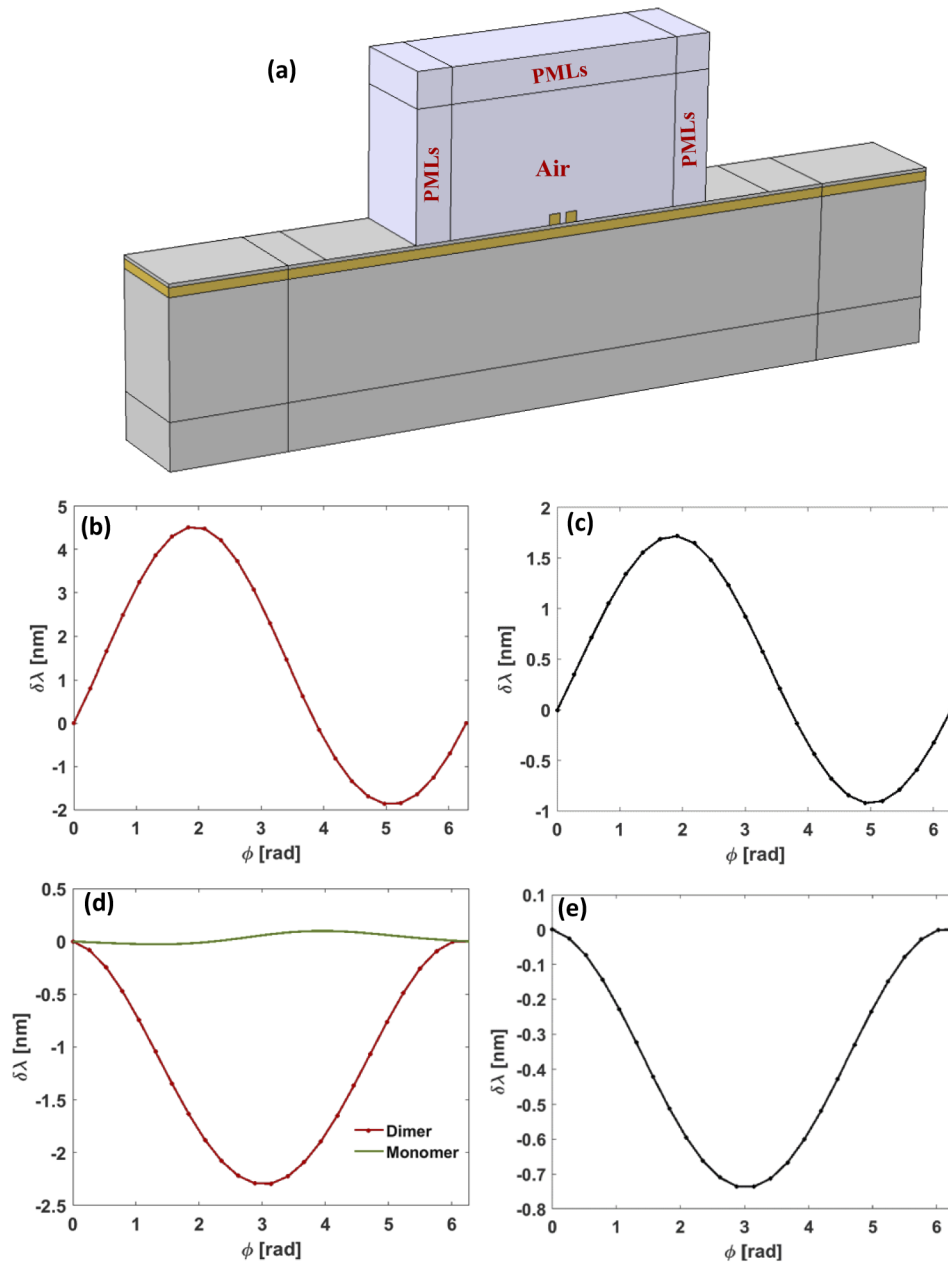 (a)
PMLs
PMLs
PMLs
Air
(b)
5
4
3
2
1
0
-1
-2
δλ [nm]
0 1 2 3 4 5 6
ϕ [rad]
(c)
2
1.5
1
0.5
0
-0.5
-1
δλ [nm]
0 1 2 3 4 5 6
ϕ [rad]
(d)
0.5
0
-0.5
-1
-1.5
-2
-2.5
δλ [nm]
Dimer
Monomer
0 1 2 3 4 5 6
ϕ [rad]
(e)
0.1
0
-0.1
-0.2
-0.3
-0.4
-0.5
-0.6
-0.7
-0.8
δλ [nm]
0 1 2 3 4 5 6
ϕ [rad]